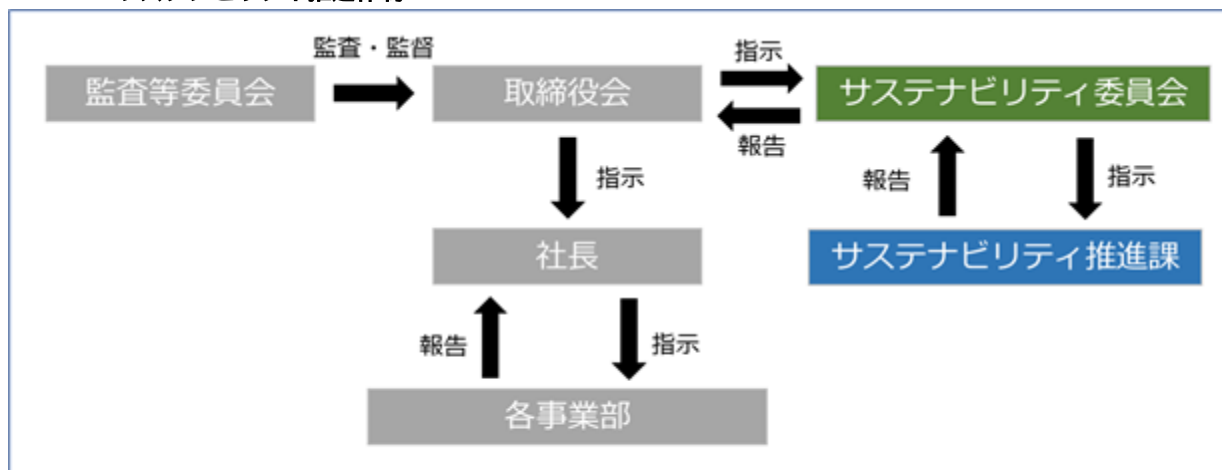 監査・監督
指示
監査等委員会
取締役会
サステナビリティ委員会
報告
指示
報告
指示
社長
サステナビリティ推進課
報告
指示
各事業部